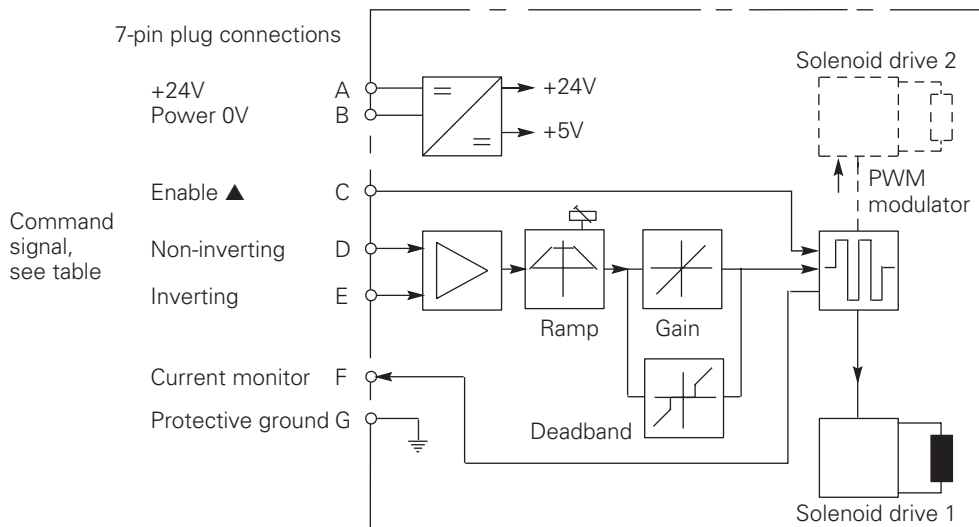 7-pin plug connections
+24V A
Power 0V B
+24V
+5V
Solenoid drive 2
PWM
modulator
Enable ▲ C
Command
signal,
see table
Non-inverting D
Inverting E
Ramp
Gain
Deadband
Current monitor F
Protective ground G
Solenoid drive 1